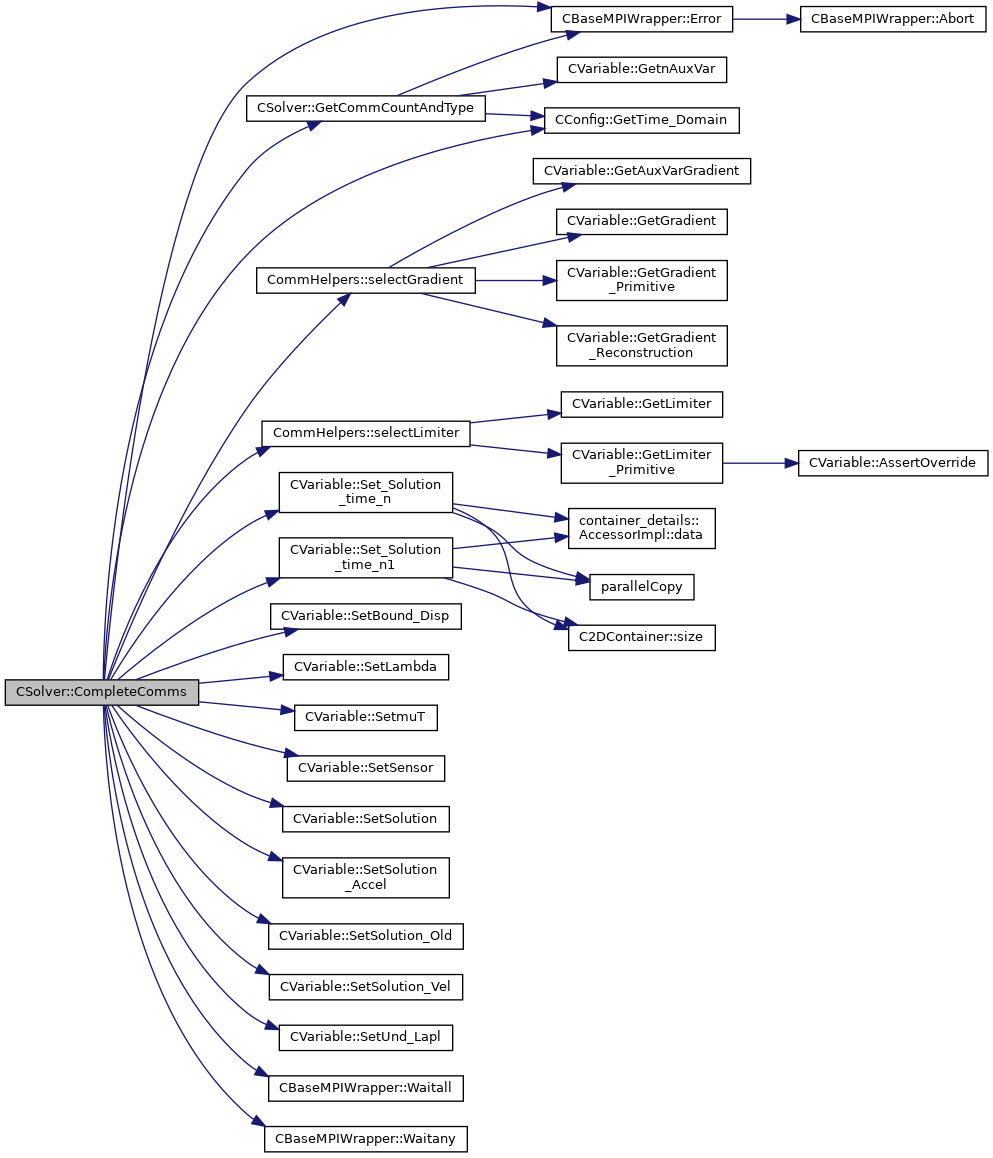 CBaseMPIWrapper::Error
CBaseMPIWrapper::Abort
CVariable::GetnAuxVar
CSolver::GetCommCountAndType
CConfig::GetTime_Domain
CVariable::GetAuxVarGradient
CVariable::GetGradient
CommHelpers::selectGradient
CVariable::GetGradient
_Primitive
CVariable::GetGradient
_Reconstruction
CVariable::GetLimiter
CommHelpers::selectLimiter
CVariable::GetLimiter
_Primitive
CVariable::AssertOverride
CVariable::Set_Solution
_time_n
container_details::
AccessorImpl::data
CVariable::Set_Solution
_time_n1
parallelCopy
CVariable::SetBound_Disp
C2DContainer::size
CVariable::SetLambda
CSolver::CompleteComms
CVariable::SetmuT
CVariable::SetSensor
CVariable::SetSolution
CVariable::SetSolution
_Accel
CVariable::SetSolution_Old
CVariable::SetSolution_Vel
CVariable::SetUnd_Lapl
CBaseMPIWrapper::Waitall
CBaseMPIWrapper::Waitany